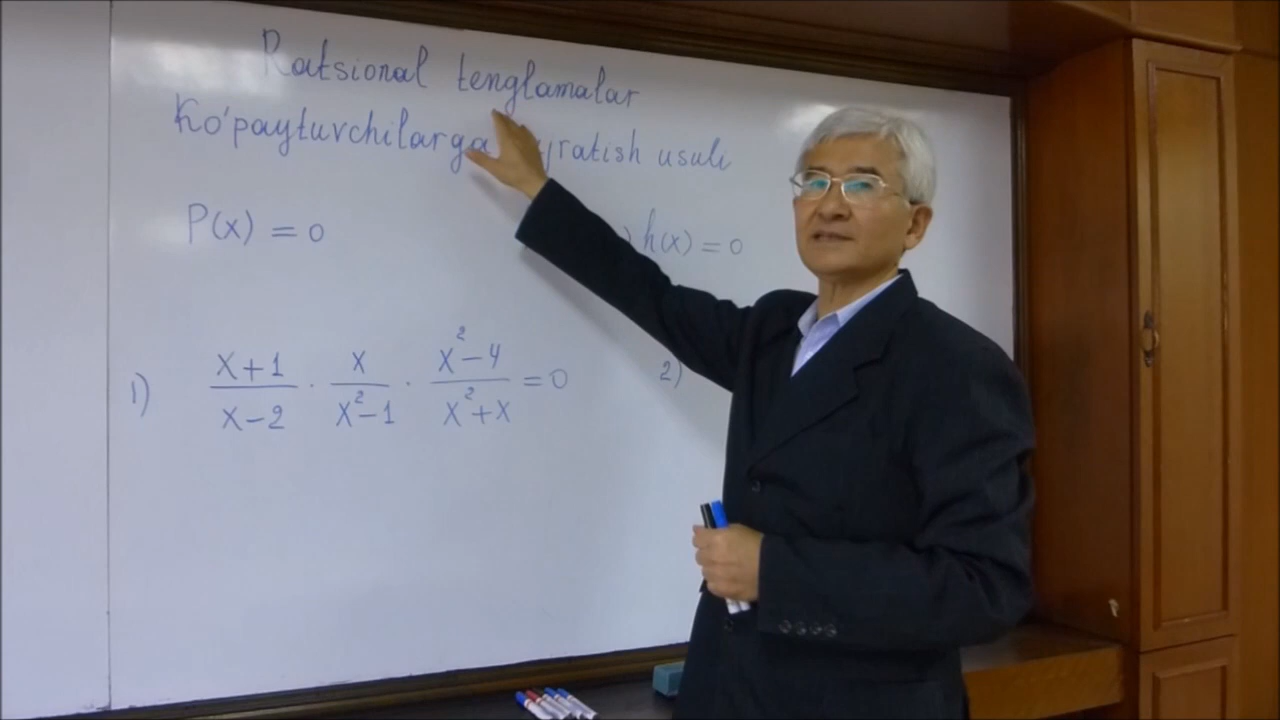 Ratsional tenglamalar
Ko'paytuvchilarga yratish usuli
P(x) = 0
) h(x) = 0
1) (x+1)/(x-2) · x/(x²-1) · (x²-4)/(x²+x) = 0
2)